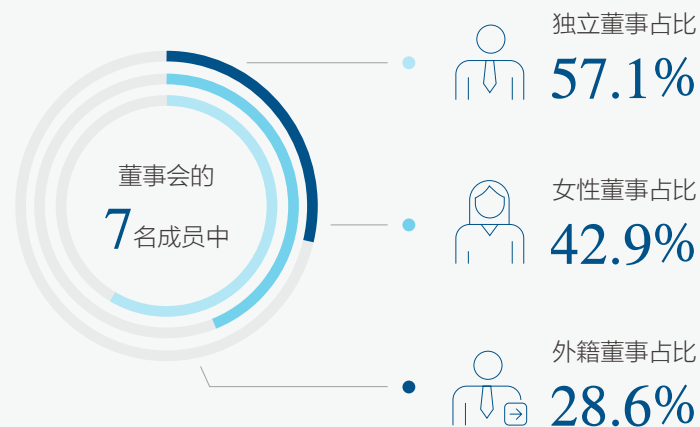 董事会的
7名成员中
独立董事占比
57.1%
女性董事占比
42.9%
外籍董事占比
28.6%